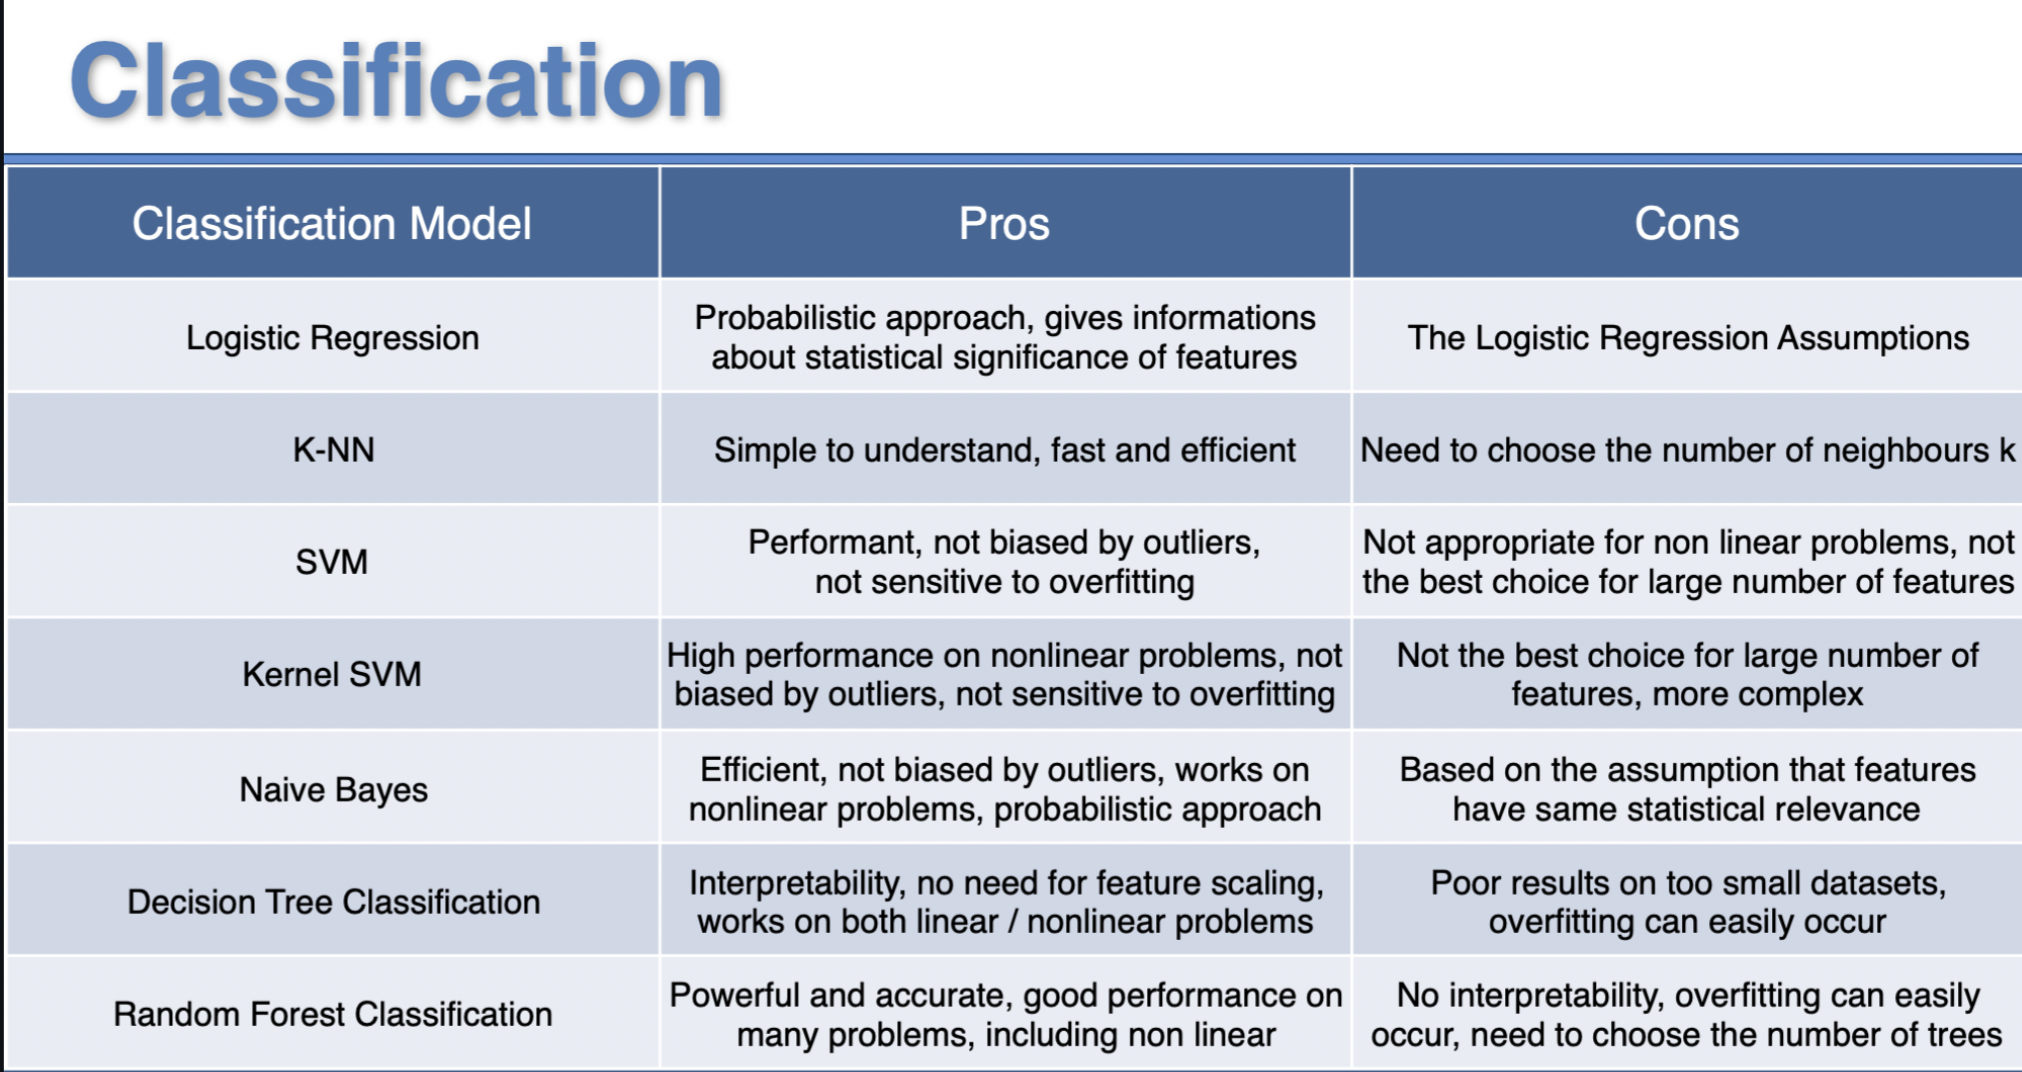 Classification
Classification Model
Pros
Cons
Logistic Regression
Probabilistic approach, gives informations
about statistical significance of features
The Logistic Regression Assumptions
K-NN
Simple to understand, fast and efficient
Need to choose the number of neighbours k
SVM
Performant, not biased by outliers,
not sensitive to overfitting
Not appropriate for non linear problems, not
the best choice for large number of features
Kernel SVM
High performance on nonlinear problems, not
biased by outliers, not sensitive to overfitting
Not the best choice for large number of
features, more complex
Naive Bayes
Efficient, not biased by outliers, works on
nonlinear problems, probabilistic approach
Based on the assumption that features
have same statistical relevance
Decision Tree Classification
Interpretability, no need for feature scaling,
works on both linear / nonlinear problems
Poor results on too small datasets,
overfitting can easily occur
Random Forest Classification
Powerful and accurate, good performance on
many problems, including non linear
No interpretability, overfitting can easily
occur, need to choose the number of trees